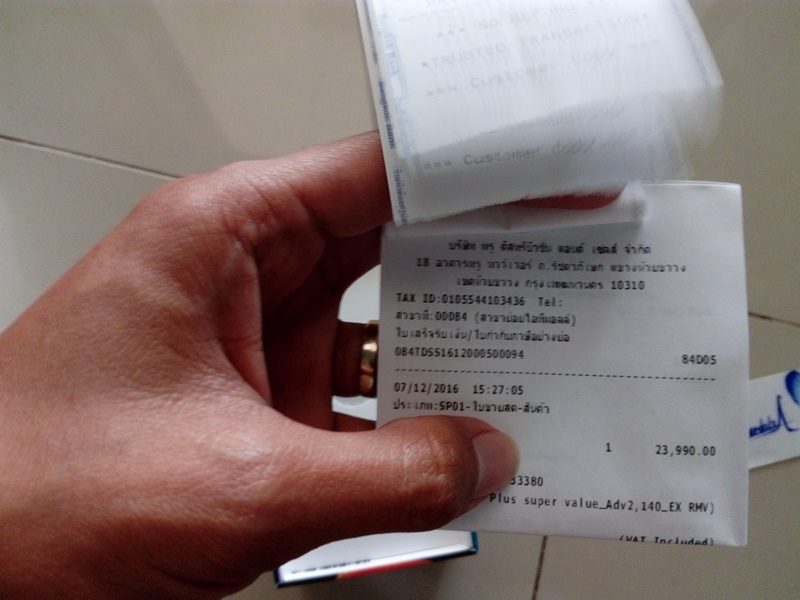 *** NO REFUND
*TRUSTED TRANSACTION*
*** Customer Copy ***
*** Customer Copy ***
บริษัท ทรู ดิสทริบิวชัน แอนด์ เซลส์ จำกัด
18 อาคารทรู ทาวเวอร์ ถ.รัชดาภิเษก แขวงห้วยขวาง
เขตห้วยขวาง กรุงเทพมหานคร 10310
TAX ID:0105544103436 Tel:
สาขาที่:00084 (สาขาย่อยไอทีมอลล์)
ใบเสร็จรับเงิน/ใบกำกับภาษีอย่างย่อ
084TDSS1612000500094 84D05
07/12/2016 15:27:05
ประเภท:SP01-ใบขายสด-สินค้า
1 23,990.00
33380
Plus super value_Adv2,140_EX RMV)
(VAT Included)